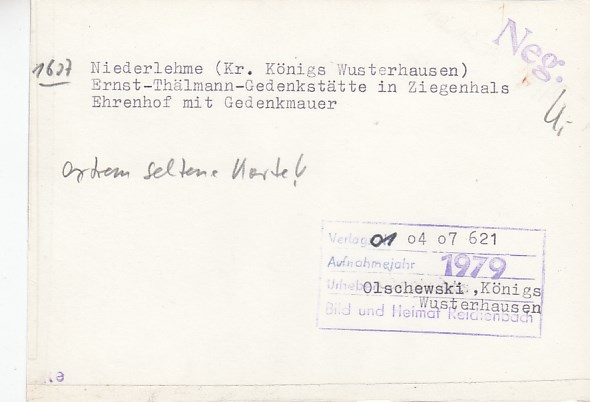 Neg.
1627 Niederlehme (Kr. Königs Wusterhausen)
Ernst-Thälmann-Gedenkstätte in Ziegenhals
Ehrenhof mit Gedenkmauer
4,-
extrem seltene Karte!
Verlag 01 04 07 621
Aufnahmejahr 1979
Olschewski, Königs
Wusterhausen
Bild und Heimat Reichenbach